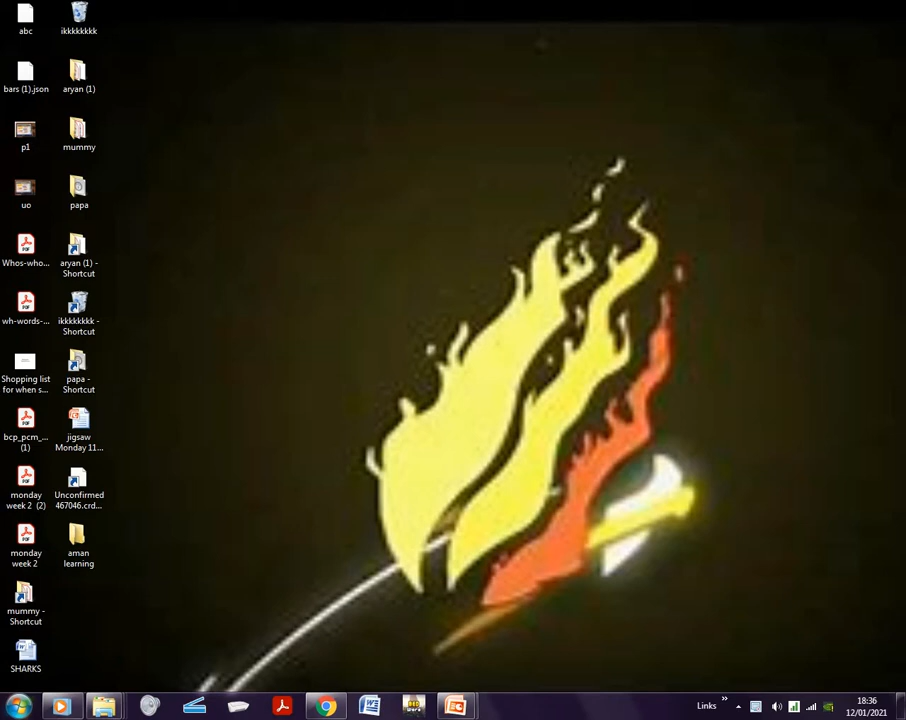 abc
ikkkkkkkk
bars (1).json
aryan (1)
p1
mummy
uo
papa
Whos-who...
aryan (1) -
Shortcut
wh-words-...
ikkkkkkkk -
Shortcut
Shopping list
for when s...
papa -
Shortcut
bcp_pcm_...
(1)
jigsaw
Monday 11...
monday
week 2 (2)
Unconfirmed
467046.crd...
monday
week 2
aman
learning
mummy -
Shortcut
SHARKS
Links
18:36
12/01/2021